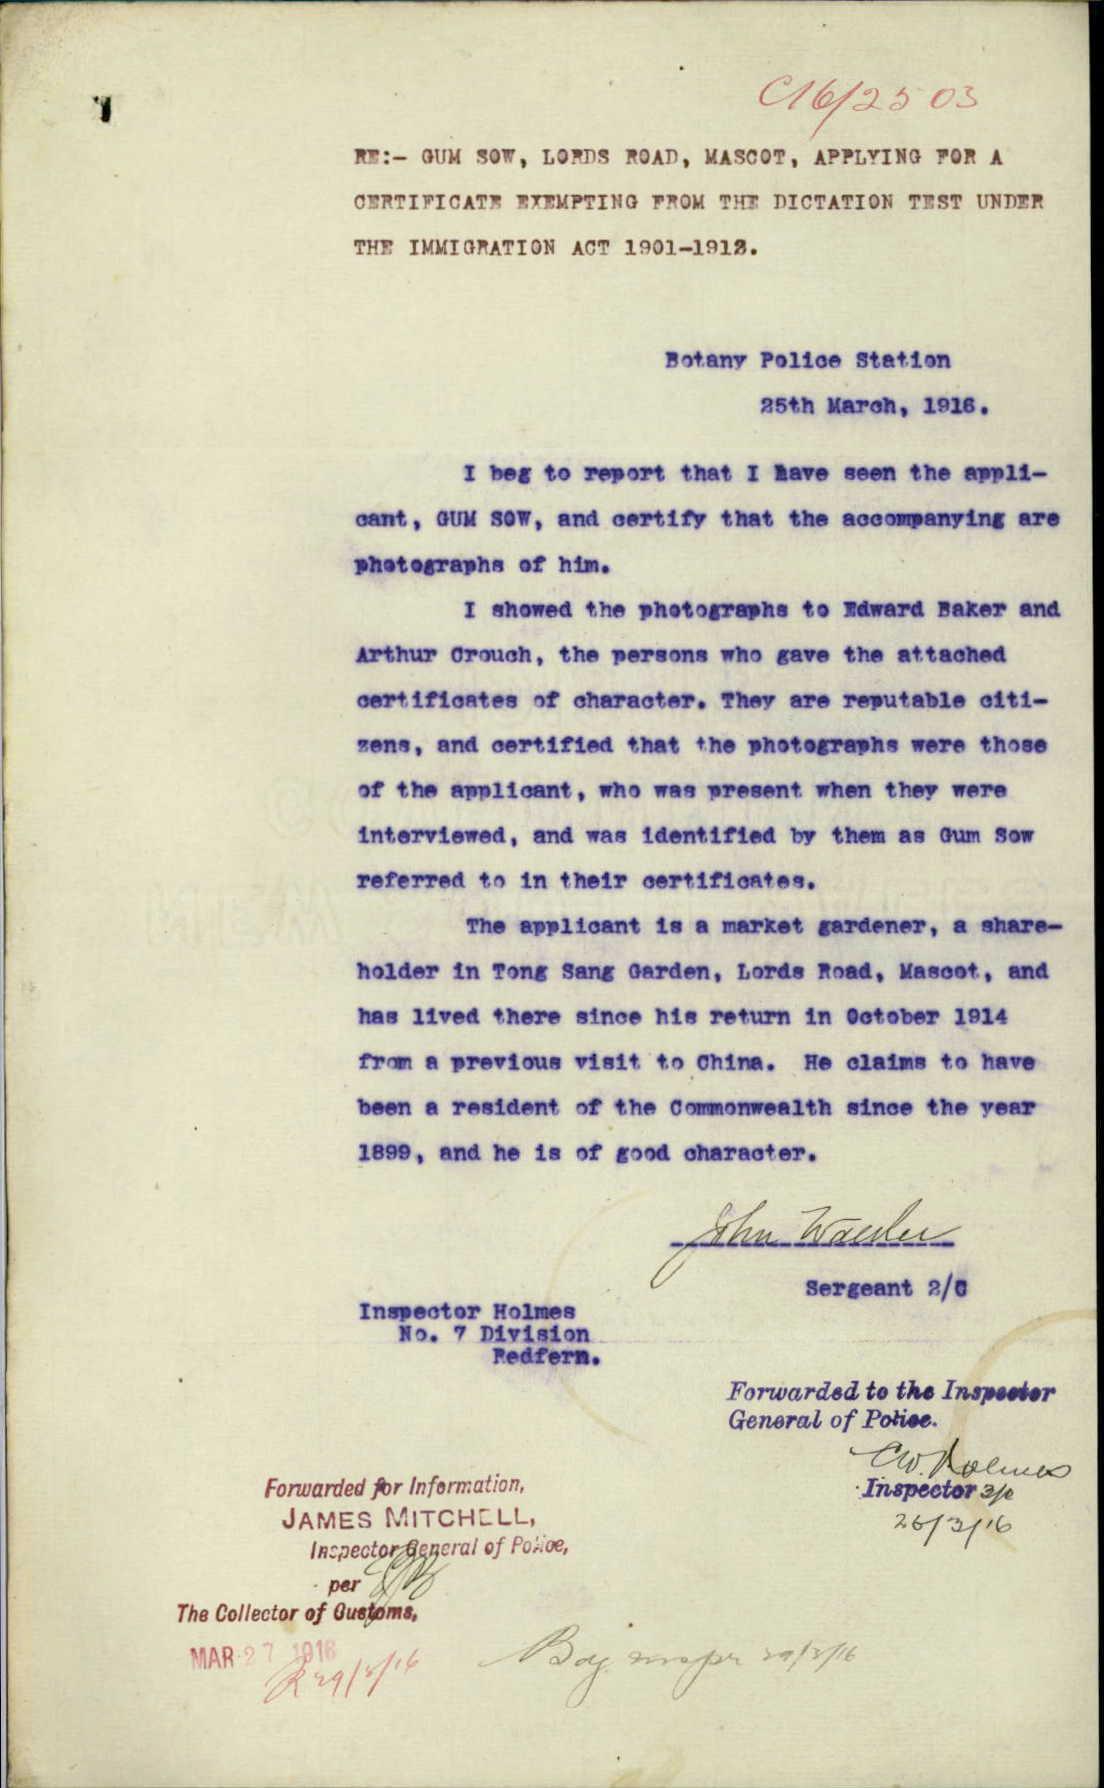 C16/2503
RE:- GUM SOW, LORDS ROAD, MASCOT, APPLYING FOR A
CERTIFICATE EXEMPTING FROM THE DICTATION TEST UNDER
THE IMMIGRATION ACT 1901-1912.
Botany Police Station
25th March, 1916.
I beg to report that I have seen the appli-
cant, GUM SOW, and certify that the accompanying are
photographs of him.
I showed the photographs to Edward Baker and
Arthur Crouch, the persons who gave the attached
certificates of character. They are reputable citi-
zens, and certified that the photographs were those
of the applicant, who was present when they were
interviewed, and was identified by them as Gum Sow
referred to in their certificates.
The applicant is a market gardener, a share-
holder in Tong Sang Garden, Lords Road, Mascot, and
has lived there since his return in October 1914
from a previous visit to China. He claims to have
been a resident of the Commonwealth since the year
1899, and he is of good character.
John
Sergeant 2/C
Inspector Holmes
No. 7 Division
Redfern.
Forwarded to the Inspector
General of Police.
C.W. Holmes
Inspector 3/c
26/3/16
Forwarded for Information,
JAMES MITCHELL,
Inspector General of Police,
per
The Collector of Customs,
MAR 27 1916
29/3/16
29/3/16